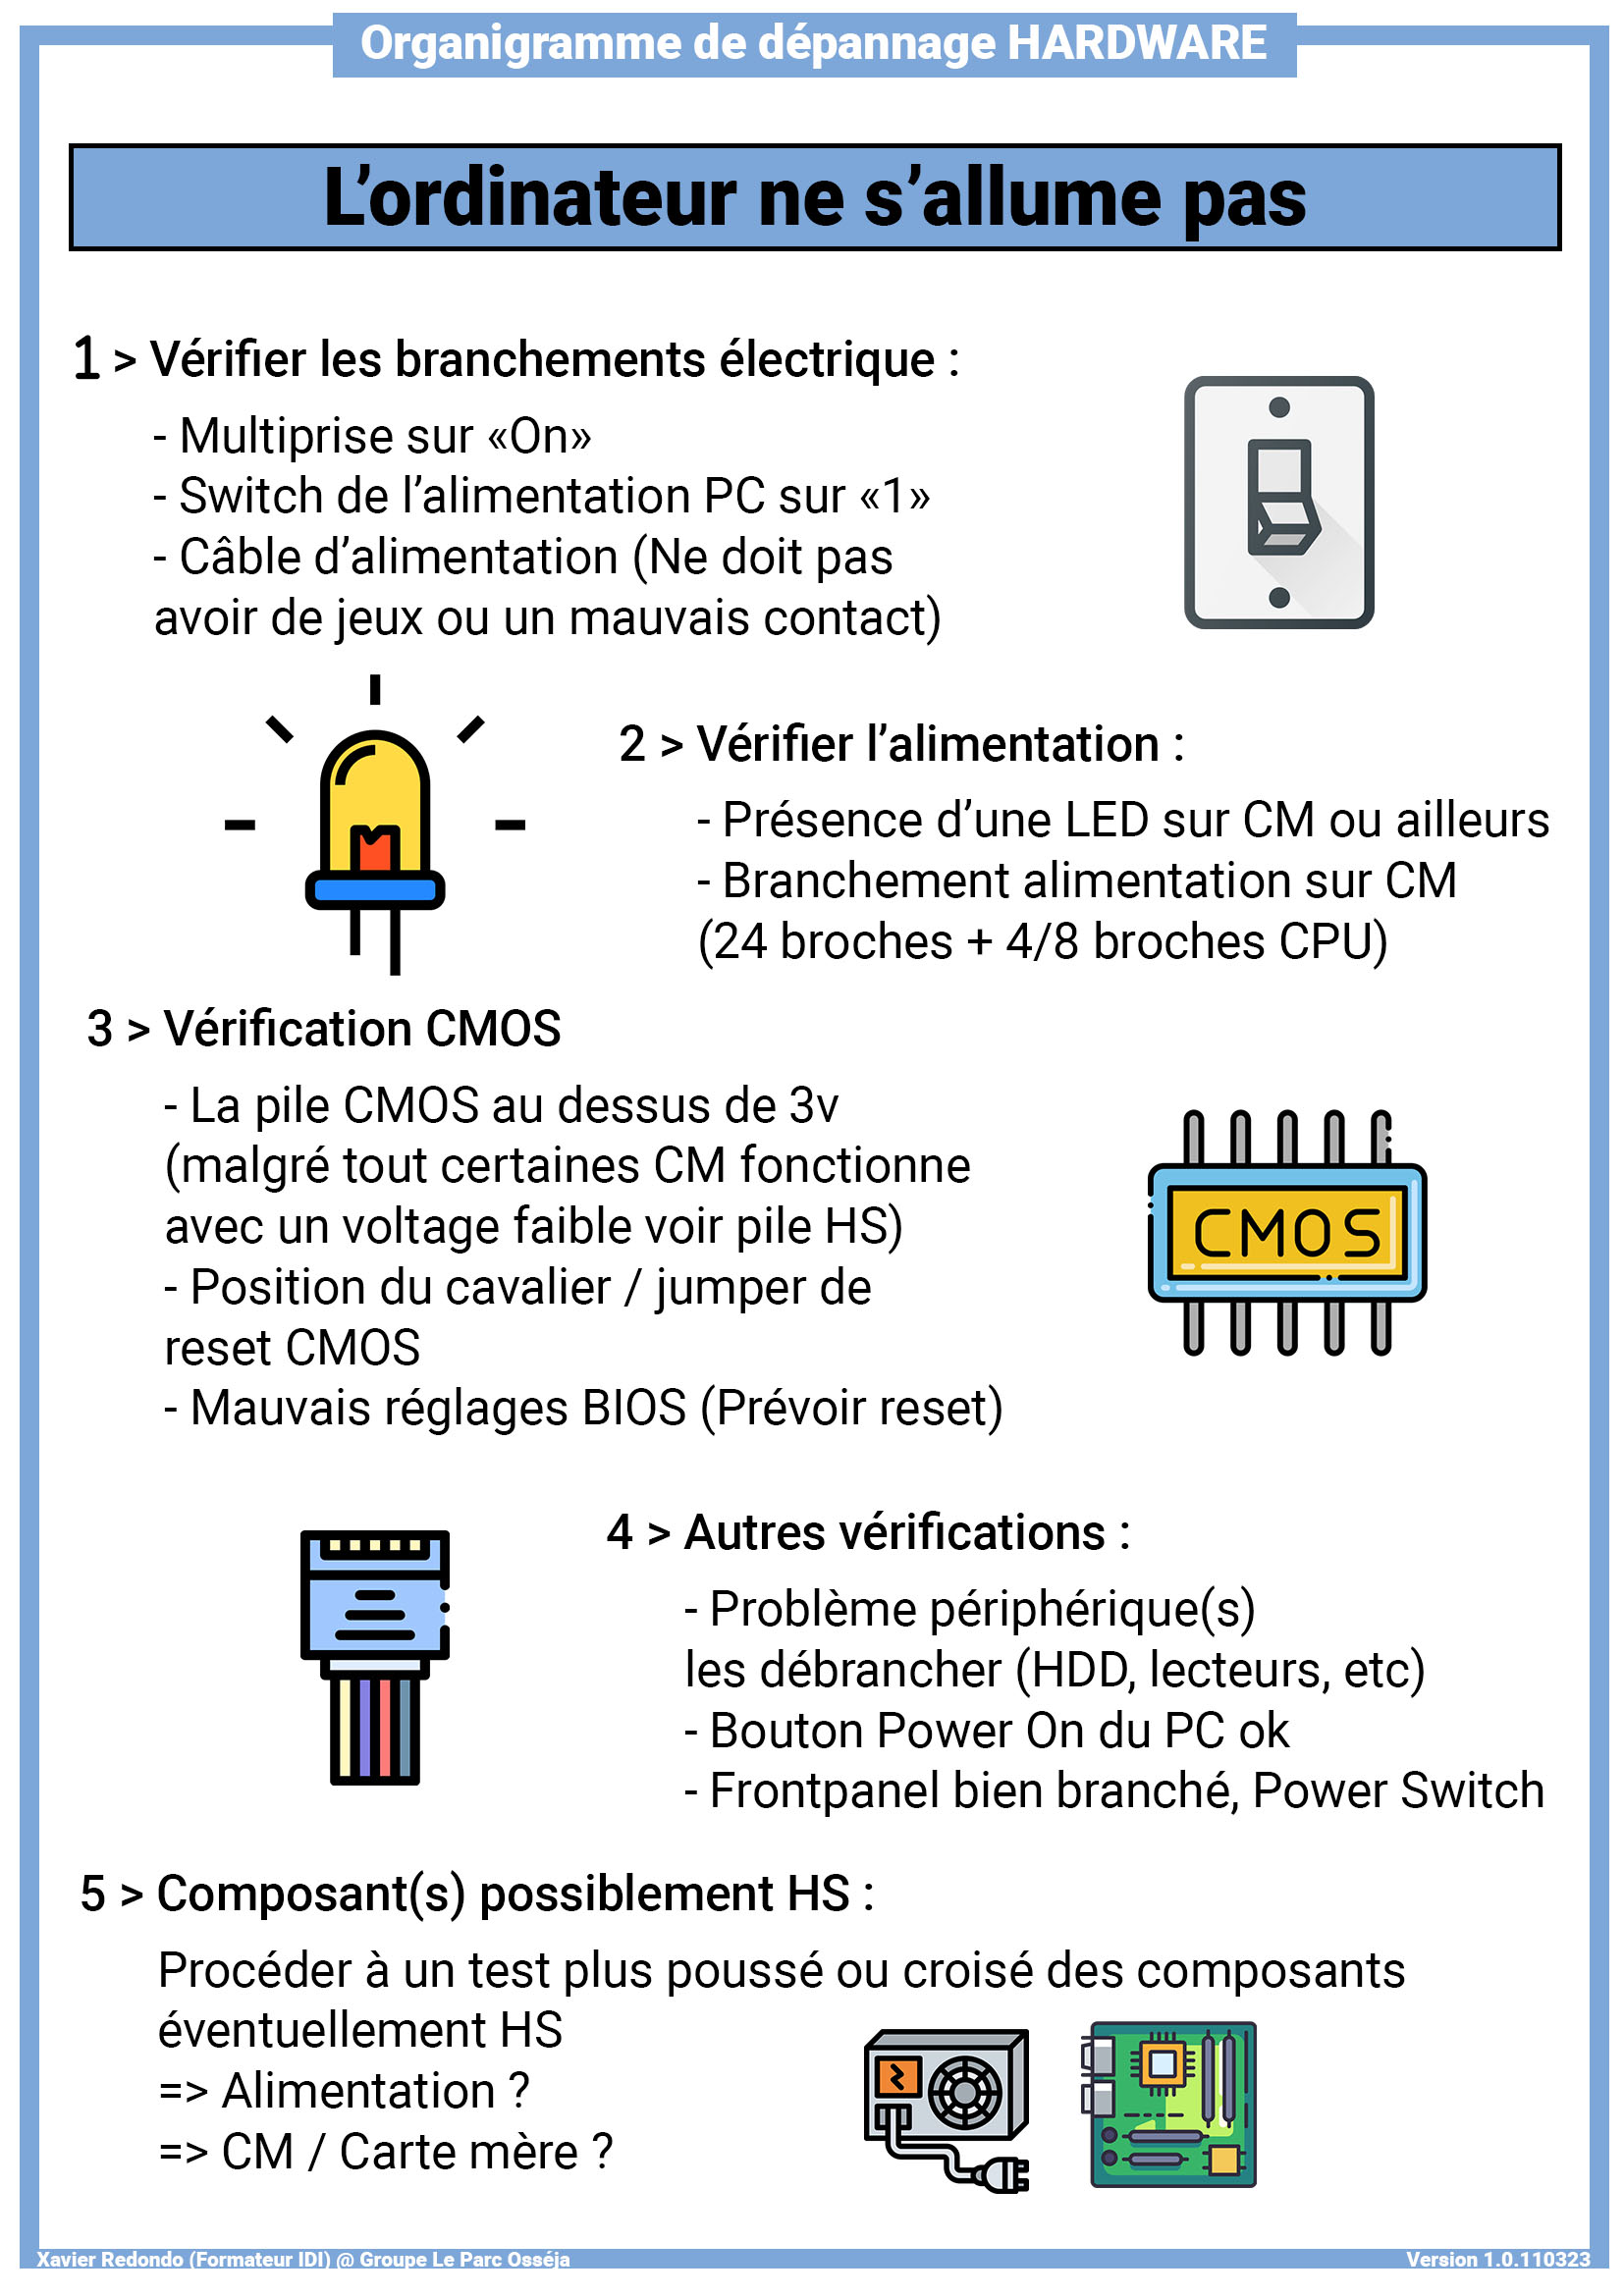 Organigramme de dépannage HARDWARE
L’ordinateur ne s’allume pas
1 > Vérifier les branchements électrique :
- Multiprise sur «On»
- Switch de l’alimentation PC sur «1»
- Câble d’alimentation (Ne doit pas
avoir de jeux ou un mauvais contact)
2 > Vérifier l’alimentation :
- Présence d’une LED sur CM ou ailleurs
- Branchement alimentation sur CM
(24 broches + 4/8 broches CPU)
3 > Vérification CMOS
- La pile CMOS au dessus de 3v
(malgré tout certaines CM fonctionne
avec un voltage faible voir pile HS)
- Position du cavalier / jumper de
reset CMOS
- Mauvais réglages BIOS (Prévoir reset)
CMOS
4 > Autres vérifications :
- Problème périphérique(s)
les débrancher (HDD, lecteurs, etc)
- Bouton Power On du PC ok
- Frontpanel bien branché, Power Switch
5 > Composant(s) possiblement HS :
Procéder à un test plus poussé ou croisé des composants
éventuellement HS
=> Alimentation ?
=> CM / Carte mère ?
Xavier Redondo (Formateur IDI) @ Groupe Le Parc Osséja
Version 1.0.110323